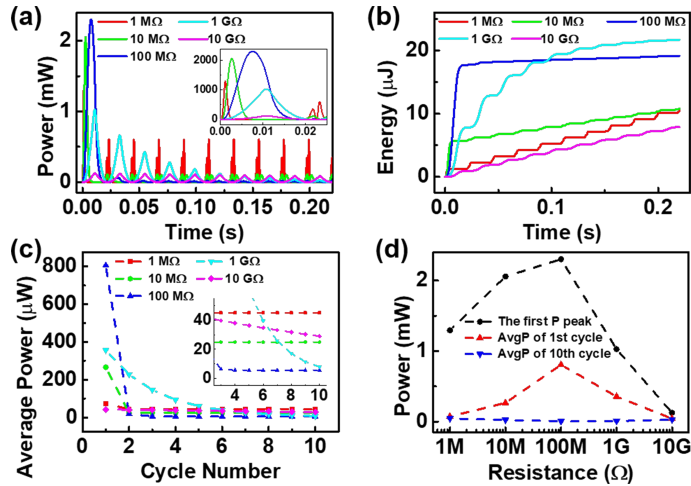 (a)
1 MΩ 1 GΩ
10 MΩ 10 GΩ
100 MΩ
Power (mW)
2
1
0
2000
1000
0
0.00 0.01 0.02
0.00 0.05 0.10 0.15 0.20
Time (s)
(b)
1 MΩ 10 MΩ 100 MΩ
1 GΩ 10 GΩ
Energy (μJ)
20
10
0
0.0 0.1 0.2
Time (s)
(c)
1 MΩ 1 GΩ
10 MΩ 10 GΩ
100 MΩ
Average Power (μW)
800
600
400
200
0
40
20
0
4 6 8 10
0 2 4 6 8 10
Cycle Number
(d)
The first P peak
AvgP of 1st cycle
AvgP of 10th cycle
Power (mW)
2
1
0
1M 10M 100M 1G 10G
Resistance (Ω)